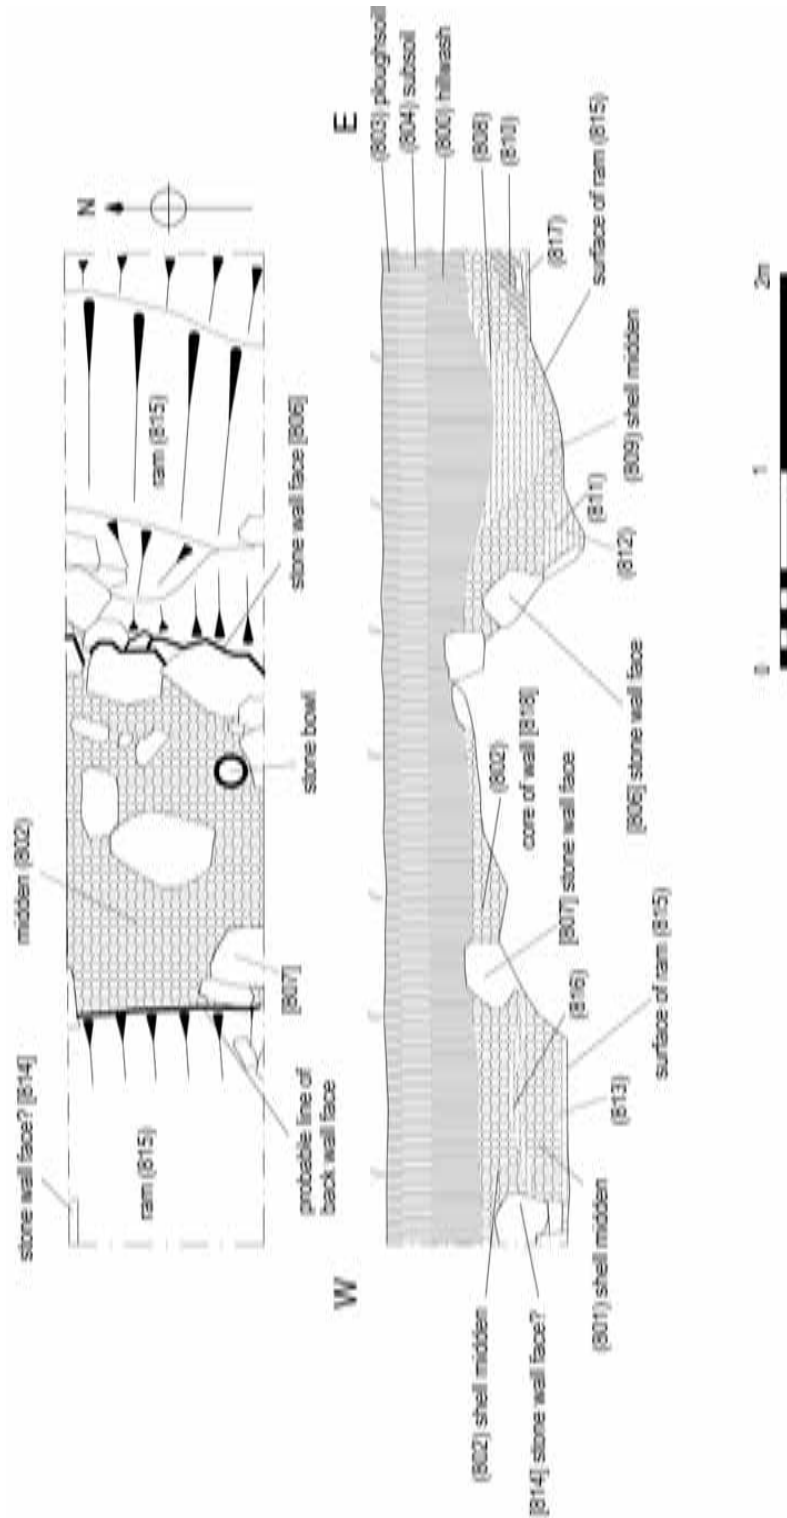 stone wall face? [814]
midden (802)
N
ram (815)
ram (815)
probable line of
back wall face
[807]
stone bowl
stone wall face [806]
W
E
(803) ploughsoil
(804) subsoil
(800) hillwash
(808)
(810)
(817)
surface of ram (815)
(809) shell midden
(811)
(812)
[806] stone wall face
(802)
core of wall [818]
[807] stone wall face
(816)
surface of ram (815)
(813)
(801) shell midden
(802) shell midden
[814] stone wall face?
0
1
2m